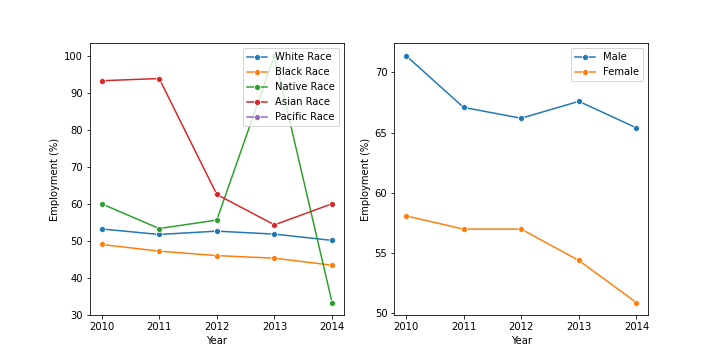 100
90
80
70
60
50
40
30
Employment (%)
2010 2011 2012 2013 2014
Year
White Race
Black Race
Native Race
Asian Race
Pacific Race
70
65
60
55
50
Employment (%)
2010 2011 2012 2013 2014
Year
Male
Female